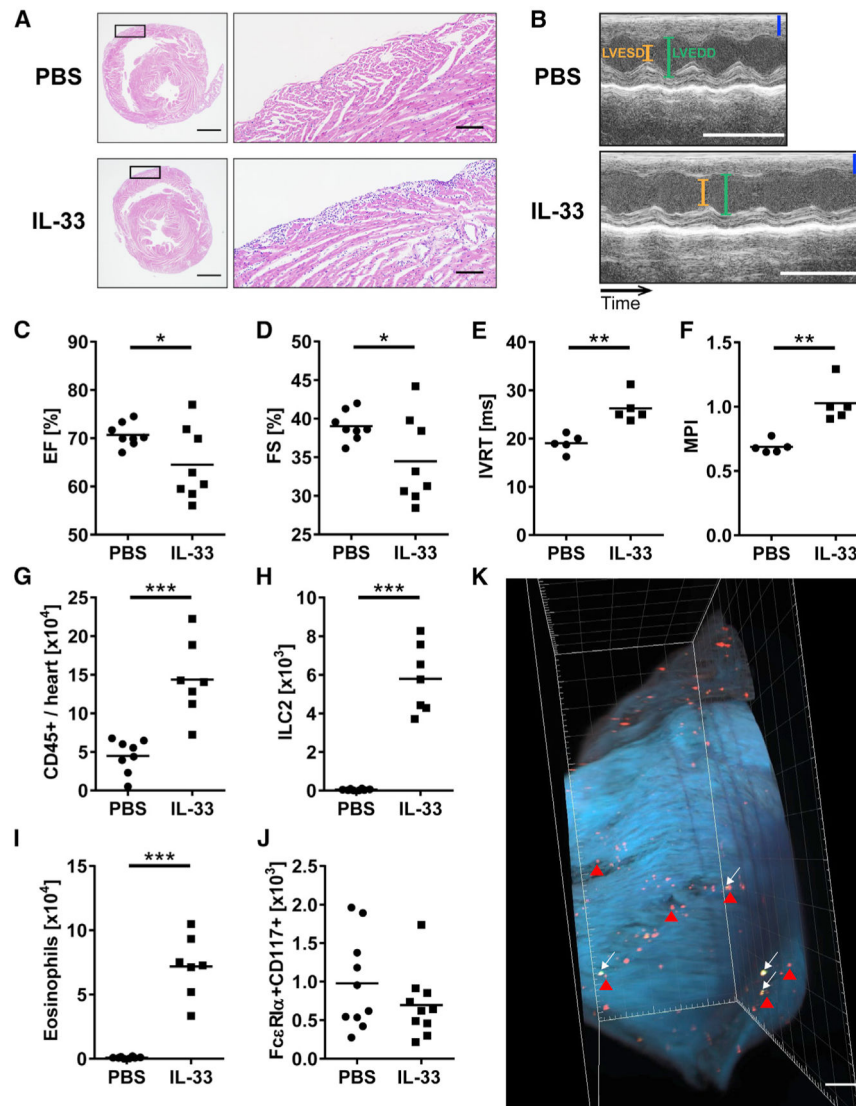 A
PBS
IL-33
B
PBS
LVESD
LVEDD
IL-33
Time
C
*
EF [%]
90
80
70
60
50
PBS
IL-33
D
*
FS [%]
50
45
40
35
30
25
PBS
IL-33
E
**
IVRT [ms]
40
30
20
10
0
PBS
IL-33
F
**
MPI
1.5
1.0
0.5
0.0
PBS
IL-33
G
***
CD45+ / heart [x10⁴]
25
20
15
10
5
0
PBS
IL-33
H
***
ILC2 [x10³]
10
8
6
4
2
0
PBS
IL-33
I
***
Eosinophils [x10⁴]
15
10
5
0
PBS
IL-33
J
FcεRIα+CD117+ [x10³]
2.5
2.0
1.5
1.0
0.5
0.0
PBS
IL-33
K